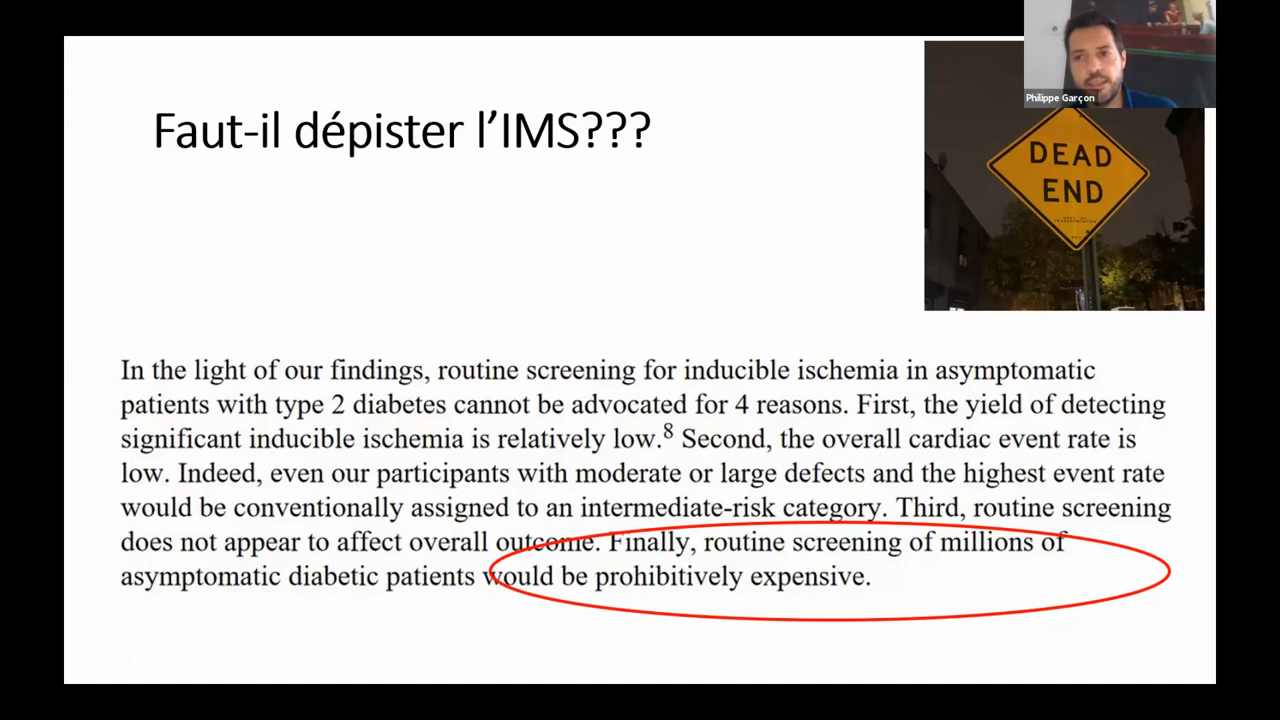 Philippe Garçon
Faut-il dépister l’IMS???
DEAD
END
In the light of our findings, routine screening for inducible ischemia in asymptomatic
patients with type 2 diabetes cannot be advocated for 4 reasons. First, the yield of detecting
significant inducible ischemia is relatively low.8 Second, the overall cardiac event rate is
low. Indeed, even our participants with moderate or large defects and the highest event rate
would be conventionally assigned to an intermediate-risk category. Third, routine screening
does not appear to affect overall outcome. Finally, routine screening of millions of
asymptomatic diabetic patients would be prohibitively expensive.